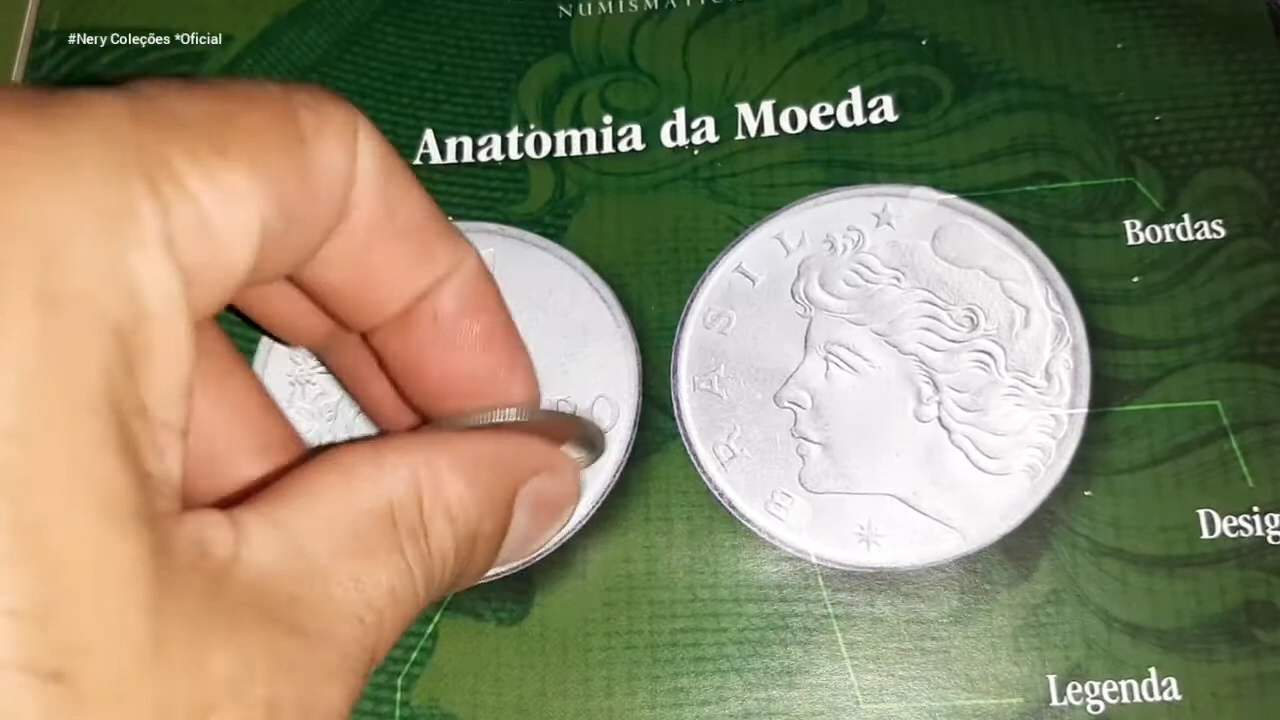 #Nery Coleções *Oficial
Anatomia da Moeda
Bordas
BRASIL
Legenda